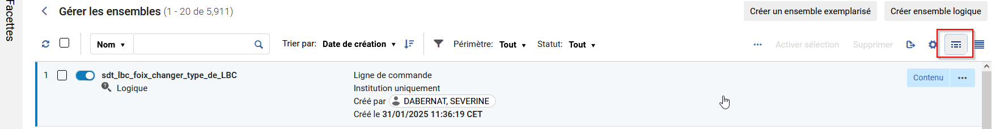 Facettes
Gérer les ensembles (1 - 20 de 5,911)
Créer un ensemble exemplarisé
Créer ensemble logique
Nom
Trier par: Date de création
Périmètre: Tout
Statut: Tout
Activer sélection
Supprimer
1
sdt_lbc_foix_changer_type_de_LBC
Logique
Ligne de commande
Institution uniquement
Créé par DABERNAT, SEVERINE
Créé le 31/01/2025 11:36:19 CET
Contenu